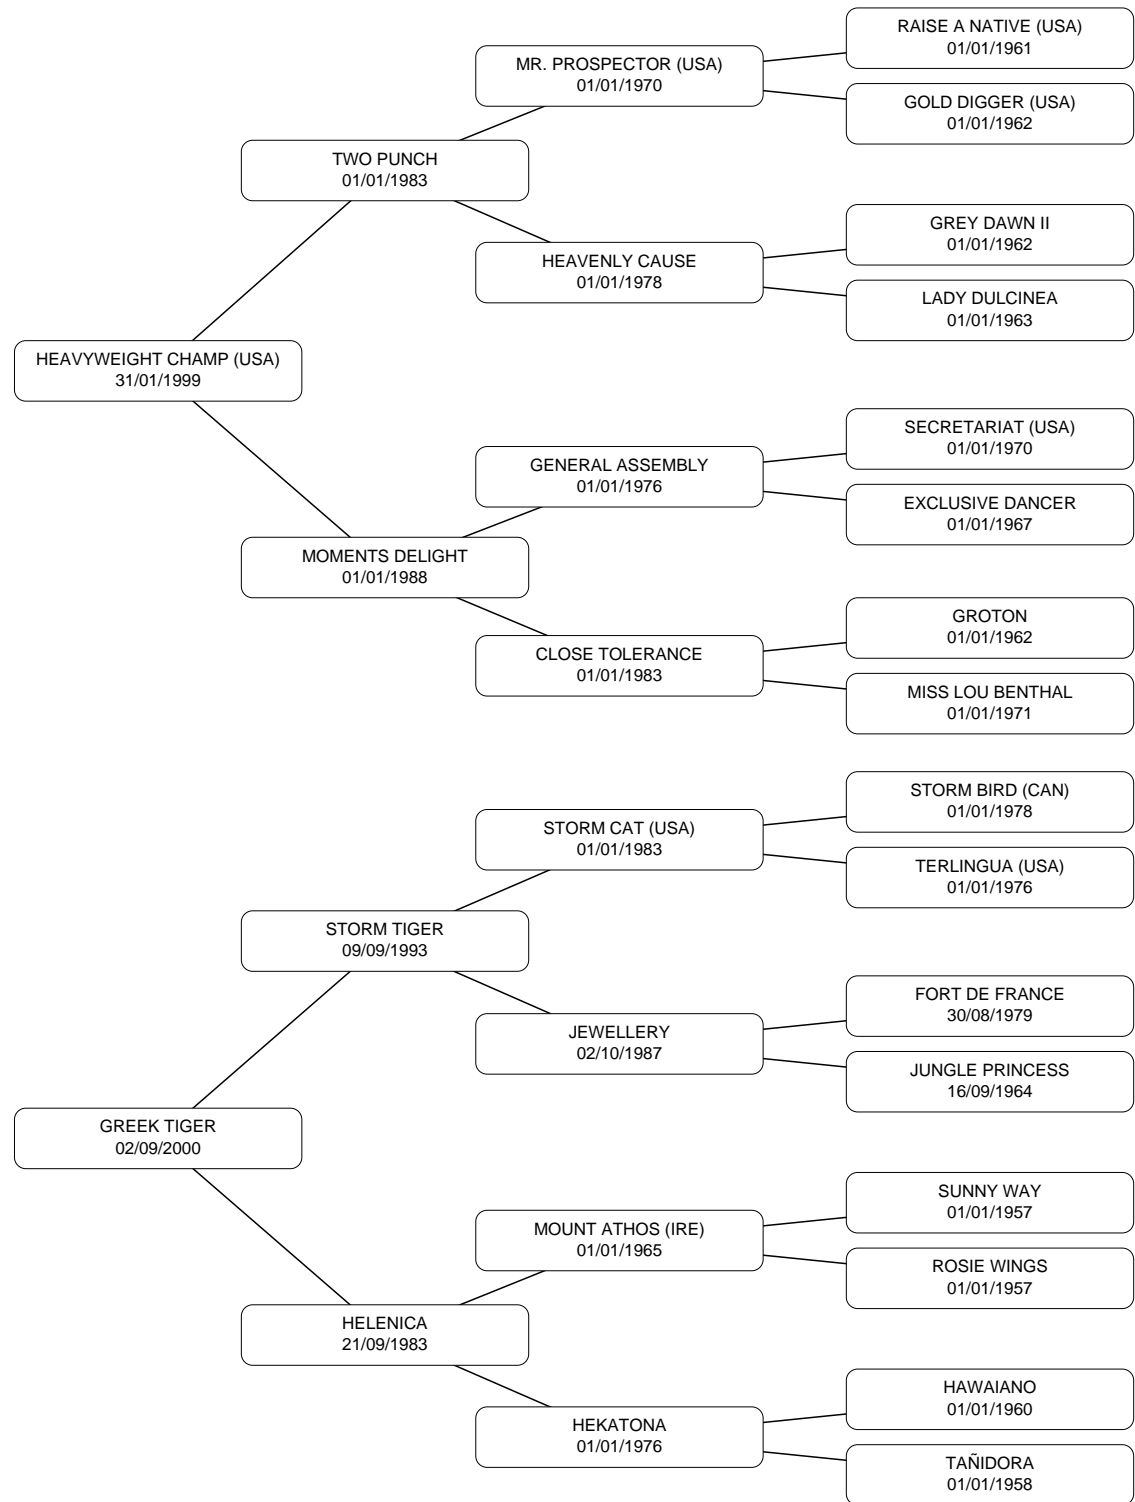 RAISE A NATIVE (USA)
01/01/1961
MR. PROSPECTOR (USA)
01/01/1970
GOLD DIGGER (USA)
01/01/1962
TWO PUNCH
01/01/1983
GREY DAWN II
01/01/1962
HEAVENLY CAUSE
01/01/1978
LADY DULCINEA
01/01/1963
HEAVYWEIGHT CHAMP (USA)
31/01/1999
SECRETARIAT (USA)
01/01/1970
GENERAL ASSEMBLY
01/01/1976
EXCLUSIVE DANCER
01/01/1967
MOMENTS DELIGHT
01/01/1988
GROTON
01/01/1962
CLOSE TOLERANCE
01/01/1983
MISS LOU BENTHAL
01/01/1971
STORM BIRD (CAN)
01/01/1978
STORM CAT (USA)
01/01/1983
TERLINGUA (USA)
01/01/1976
STORM TIGER
09/09/1993
FORT DE FRANCE
30/08/1979
JEWELLERY
02/10/1987
JUNGLE PRINCESS
16/09/1964
GREEK TIGER
02/09/2000
SUNNY WAY
01/01/1957
MOUNT ATHOS (IRE)
01/01/1965
ROSIE WINGS
01/01/1957
HELENICA
21/09/1983
HAWAIANO
01/01/1960
HEKATONA
01/01/1976
TAÑIDORA
01/01/1958